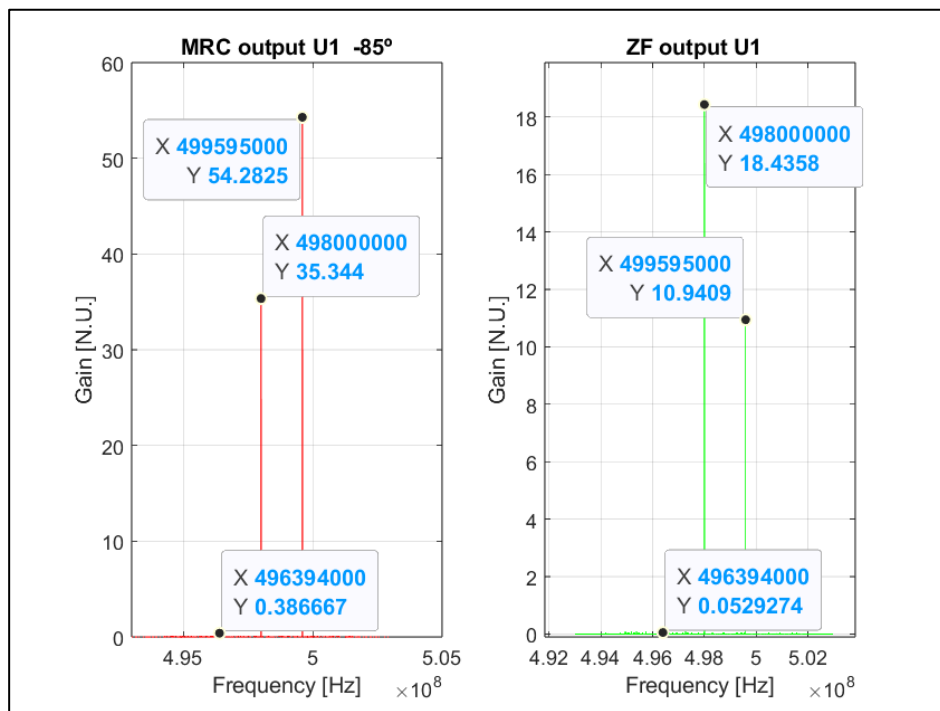 MRC output U1 -85º
60
50
40
30
20
10
0
Gain [N.U.]
X 499595000
Y 54.2825
X 498000000
Y 35.344
X 496394000
Y 0.386667
4.95
5
5.05
Frequency [Hz]
×10^8
ZF output U1
18
16
14
12
10
8
6
4
2
0
Gain [N.U.]
X 498000000
Y 18.4358
X 499595000
Y 10.9409
X 496394000
Y 0.0529274
4.92 4.94 4.96 4.98 5 5.02
Frequency [Hz]
×10^8